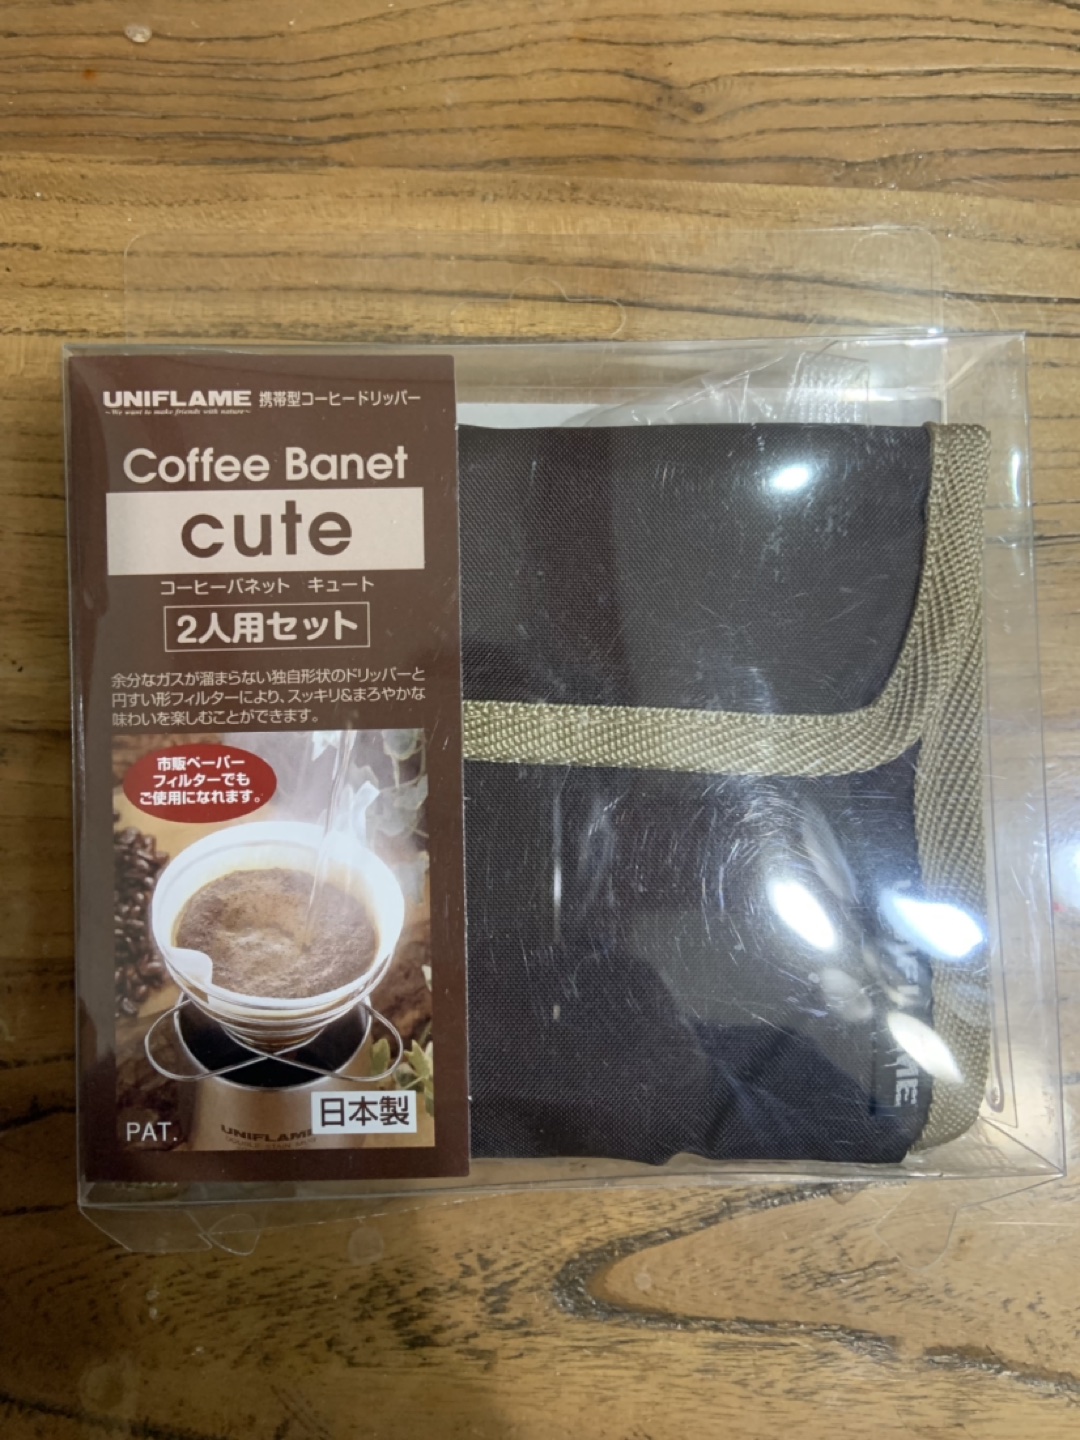 UNIFLAME 携帯型コーヒードリッパー
~We want to make friends with nature~
Coffee Banet
cute
コーヒーバネット キュート
2人用セット
余分なガスが溜まらない独自形状のドリッパーと
円すい形フィルターにより、スッキリ&まろやかな
味わいを楽しむことができます。
市販ペーパー
フィルターでも
ご使用になれます。
日本製
PAT.
UNIFLAME